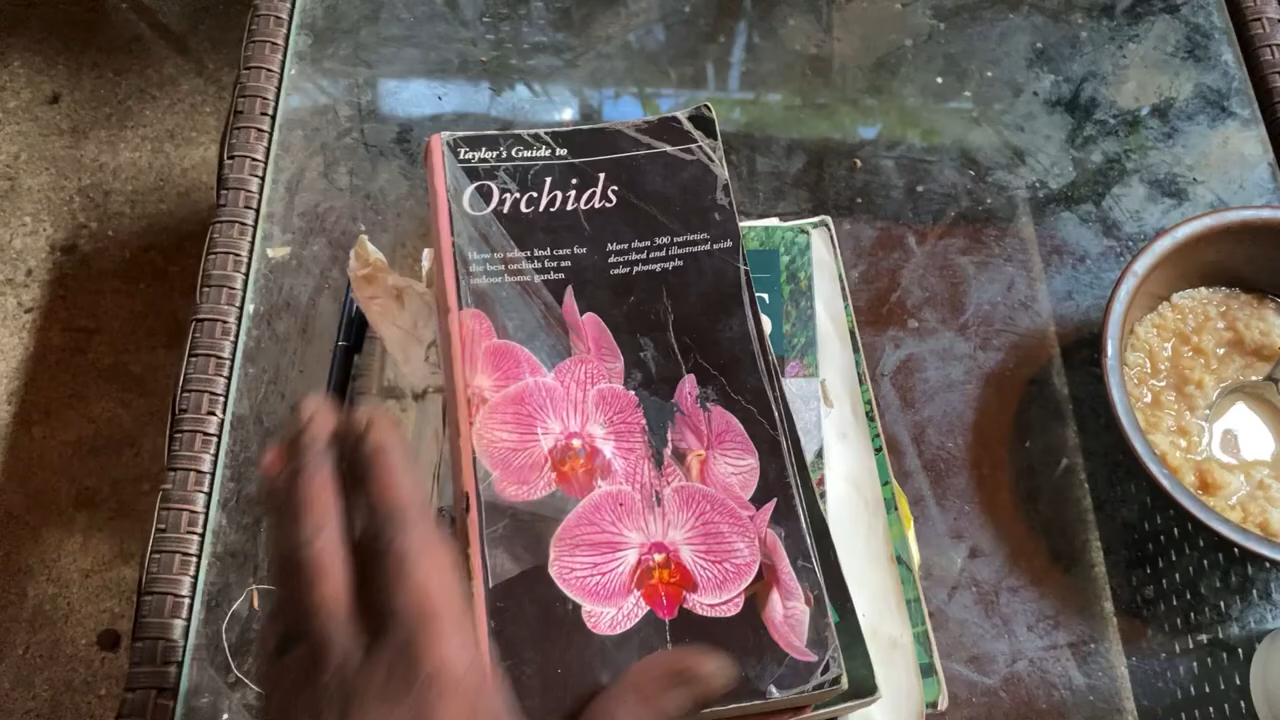 Taylor's Guide to
Orchids
How to select and care for
the best orchids for an
indoor home garden
More than 300 varieties,
described and illustrated with
color photographs
S